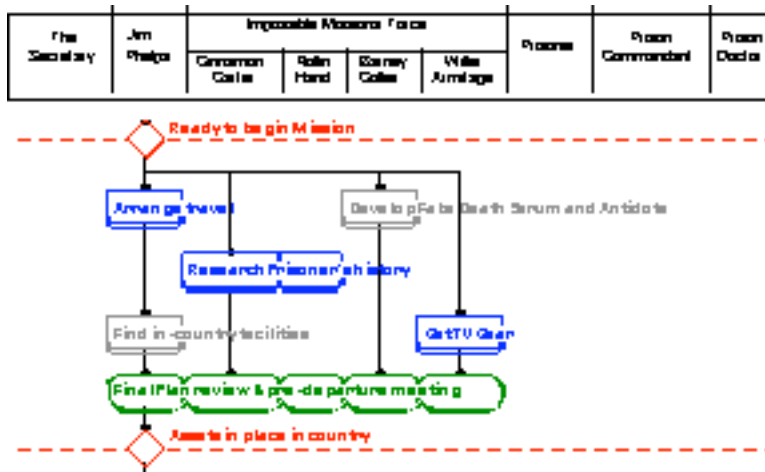 Impossible Missions Force
The Secretary
Jim Phelps
Cinnamon Carter
Rollin Hand
Barney Collier
Willie Armitage
Prisoner
Prison Commandant
Prison Doctor
Ready to begin Mission
Arrange travel
Develop False Death Serum and Antidote
Research Prisoner's history
Find in-country facilities
Get TV Gear
Final Plan review & pre-departure meeting
Assets in place in country